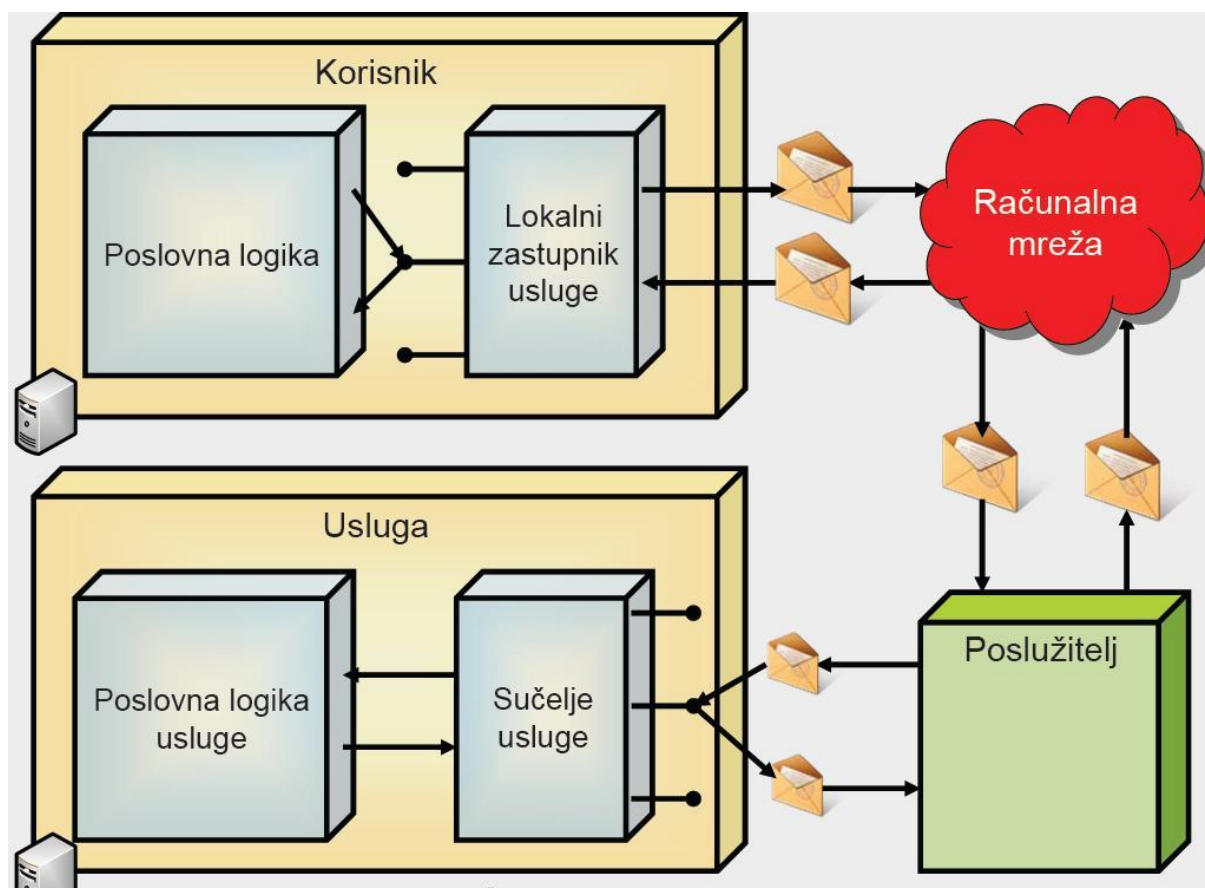 Korisnik
Poslovna logika
Lokalni
zastupnik
usluge
Računalna
mreža
Usluga
Poslovna logika
usluge
Sučelje
usluge
Poslužitelj